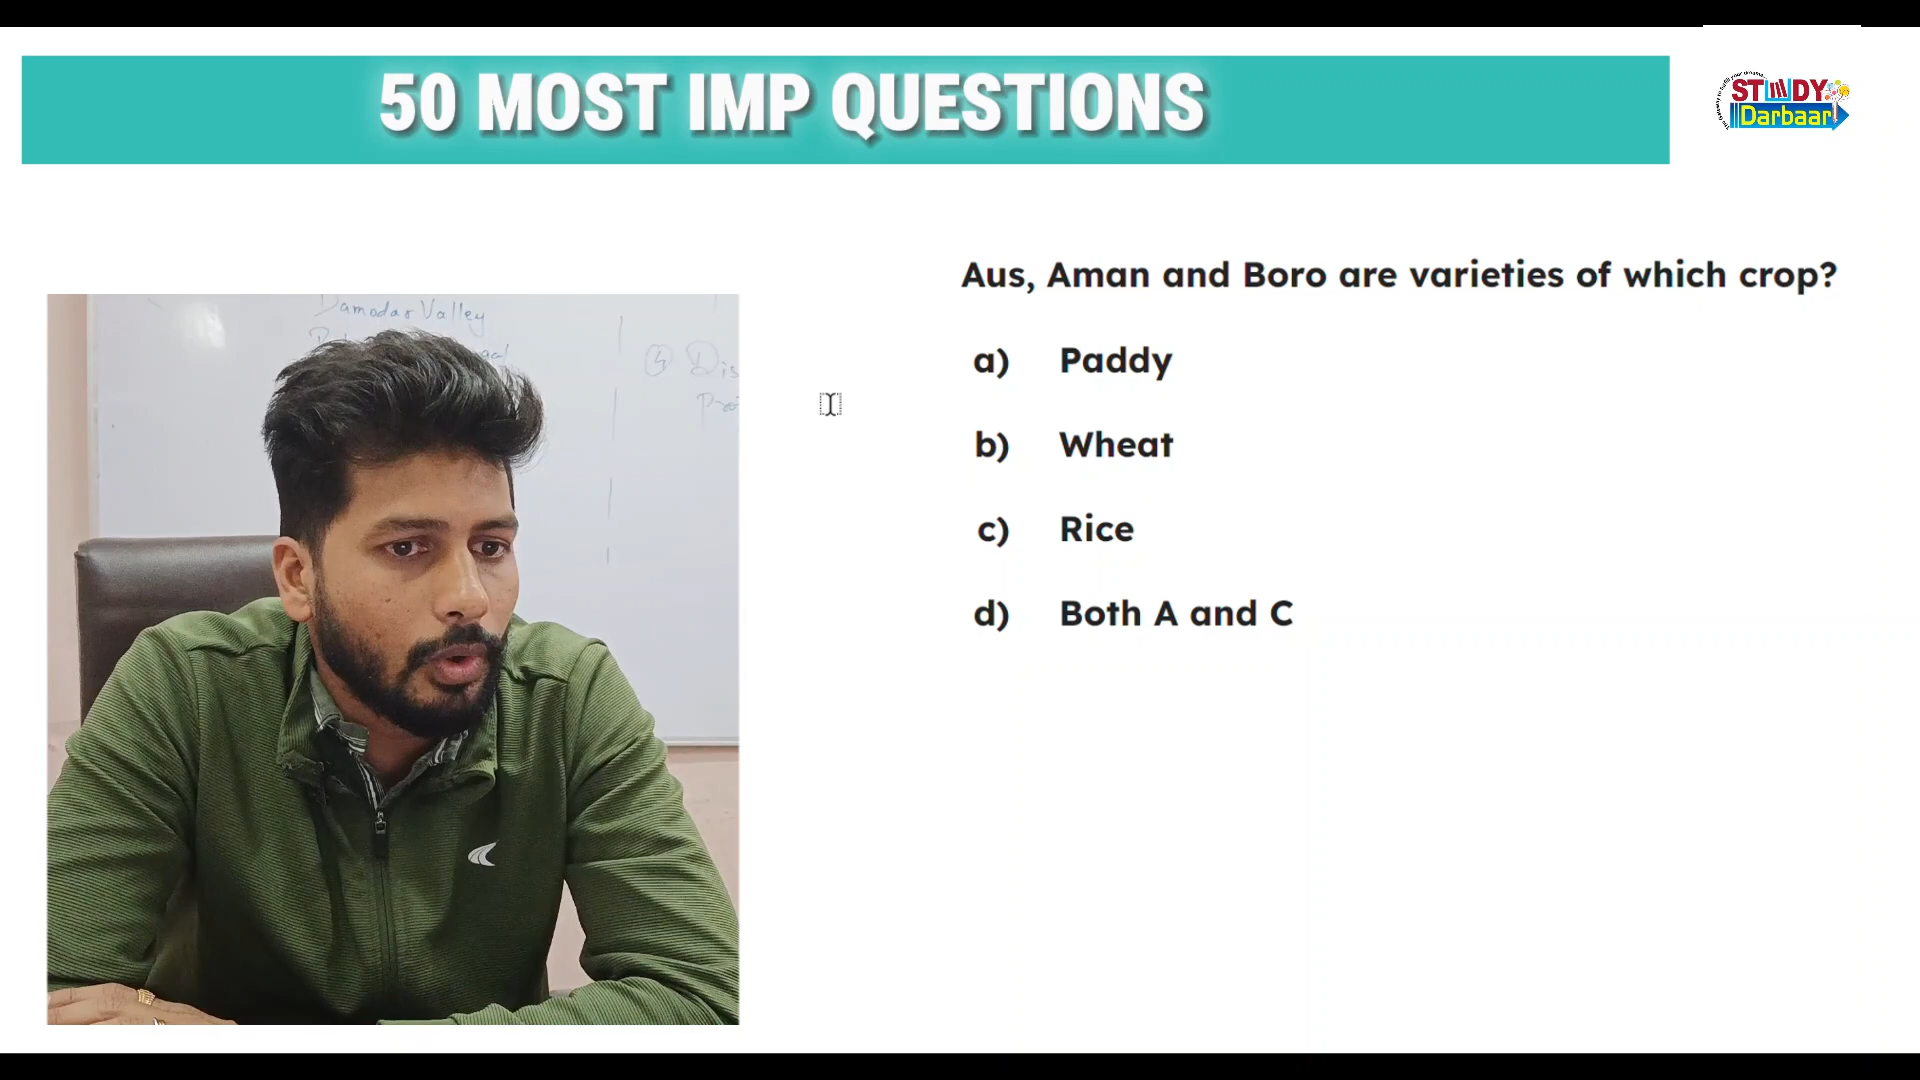 50 MOST IMP QUESTIONS
STUDY
Darbaar
Damodar Valley
Aus, Aman and Boro are varieties of which crop?
a) Paddy
b) Wheat
c) Rice
d) Both A and C